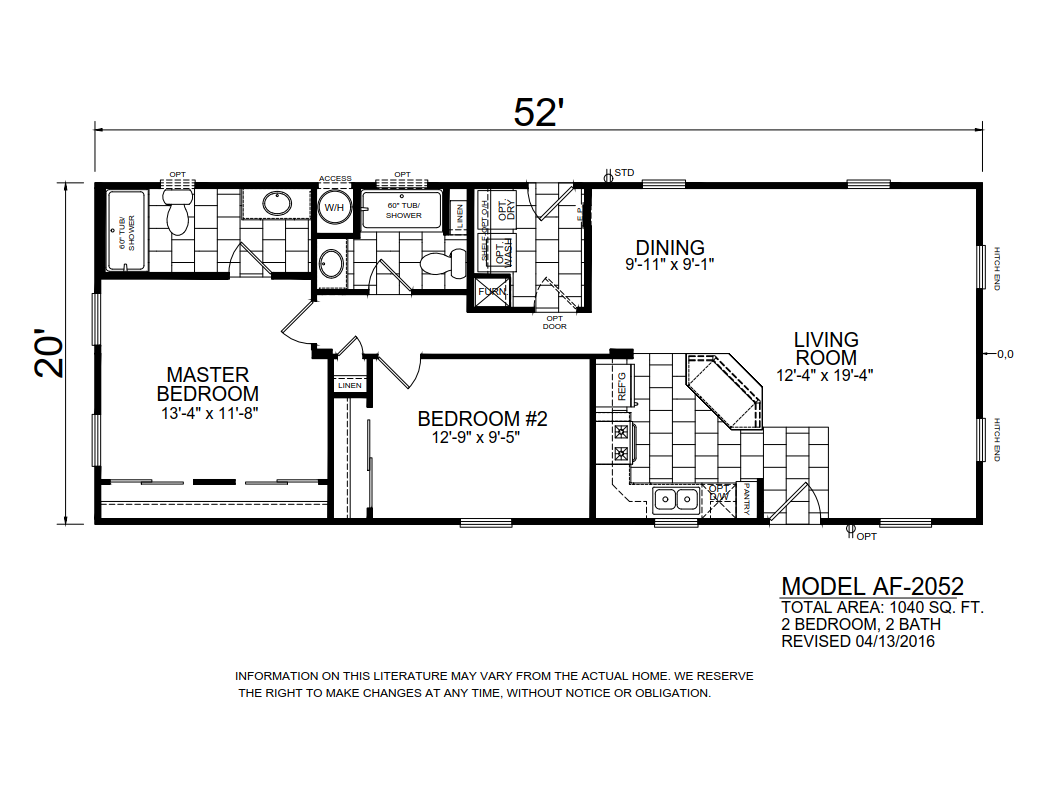 52'
20'
OPT
ACCESS
OPT
STD
60" TUB/
SHOWER
W/H
60" TUB/
SHOWER
LINEN
SHELF OPT O/H
OPT.
DRY
OPT.
WASH
E.P.
FURN.
OPT
DOOR
DINING
9'-11" x 9'-1"
HITCH END
LIVING
ROOM
12'-4" x 19'-4"
0,0
MASTER
BEDROOM
13'-4" x 11'-8"
LINEN
BEDROOM #2
12'-9" x 9'-5"
REF'G
OPT
D/W
PANTRY
HITCH END
OPT
MODEL AF-2052
TOTAL AREA: 1040 SQ. FT.
2 BEDROOM, 2 BATH
REVISED 04/13/2016
INFORMATION ON THIS LITERATURE MAY VARY FROM THE ACTUAL HOME. WE RESERVE
THE RIGHT TO MAKE CHANGES AT ANY TIME, WITHOUT NOTICE OR OBLIGATION.